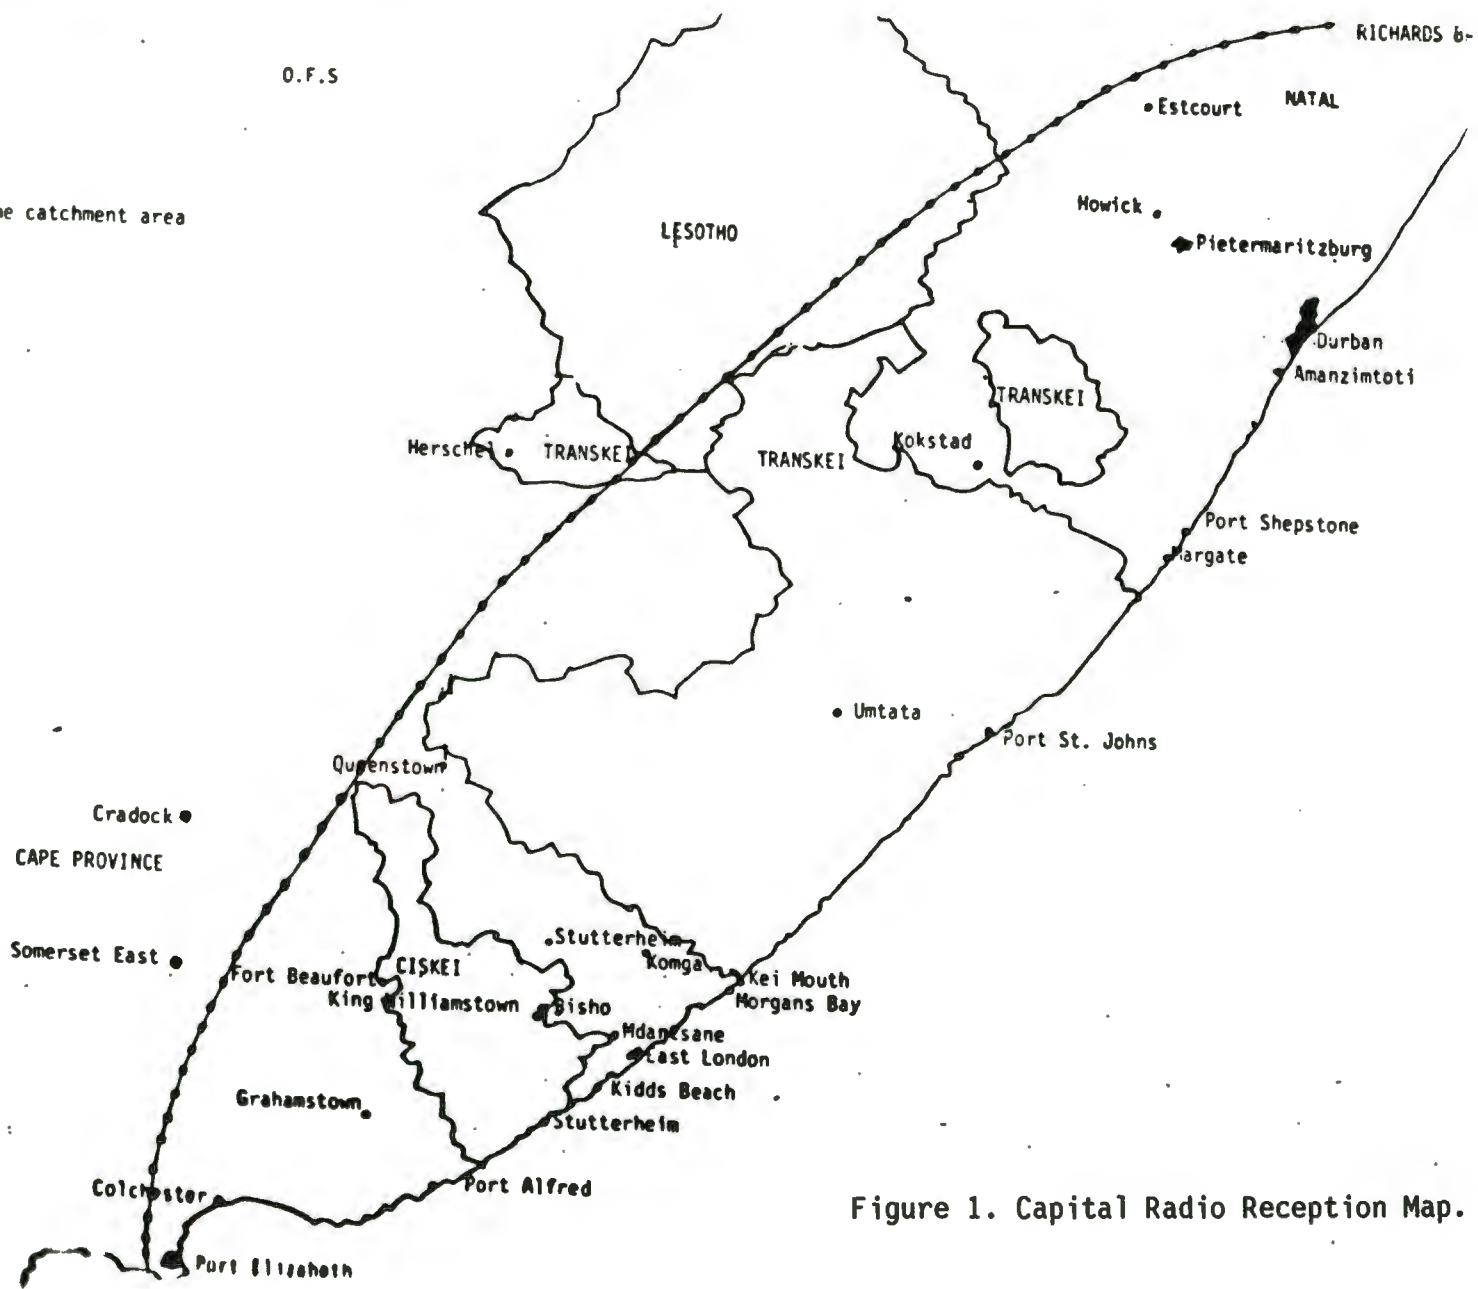 RICHARDS B-
O.F.S
Estcourt
NATAL
Howick
he catchment area
LESOTHO
Pietermaritzburg
Durban
Amanzimtoti
TRANSKEI
Kokstad
Herschel
TRANSKEI
TRANSKEI
Port Shepstone
Margate
Umtata
Port St. Johns
Queenstown
Cradock
CAPE PROVINCE
Stutterheim
Somerset East
Komga
CISKEI
Fort Beaufort
Kei Mouth
King Williamstown
Bisho
Morgans Bay
Mdantsane
East London
Kidds Beach
Grahamstown
Stutterheim
Colchester
Port Alfred
Figure 1. Capital Radio Reception Map.
Port Elizabeth